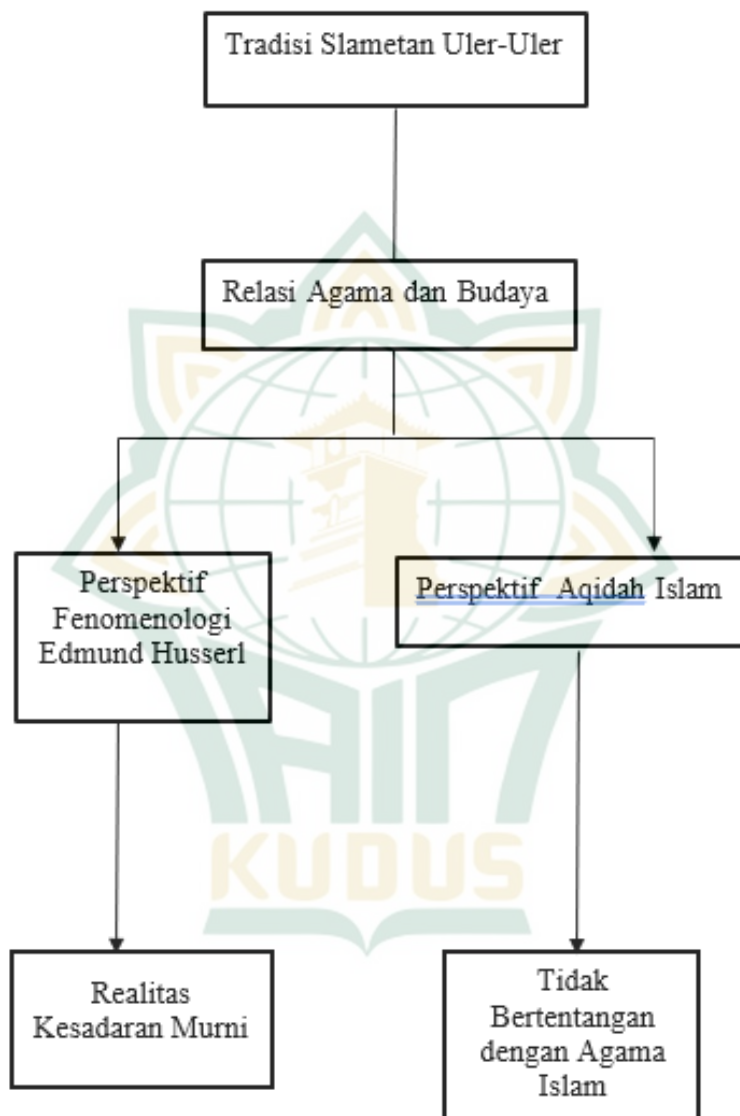 Tradisi Slametan Uler-Uler
Relasi Agama dan Budaya
Perspektif
Fenomenologi
Edmund Husserl
Perspektif Aqidah Islam
IAIN
KUDUS
Realitas
Kesadaran Murni
Tidak
Bertentangan
dengan Agama
Islam